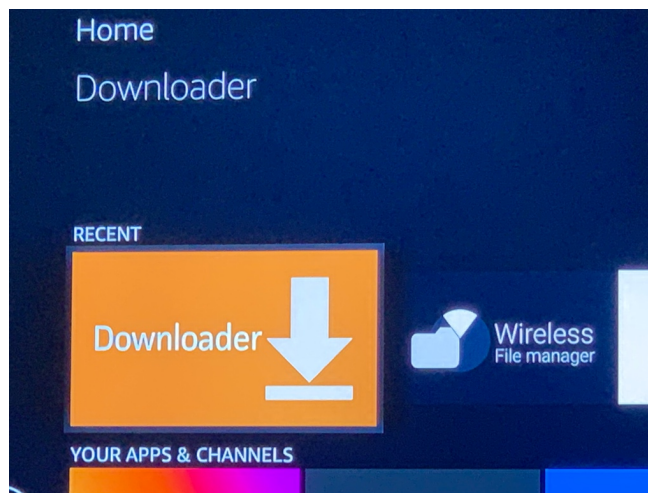 Home
Downloader
RECENT
Downloader
Wireless
File manager
YOUR APPS & CHANNELS